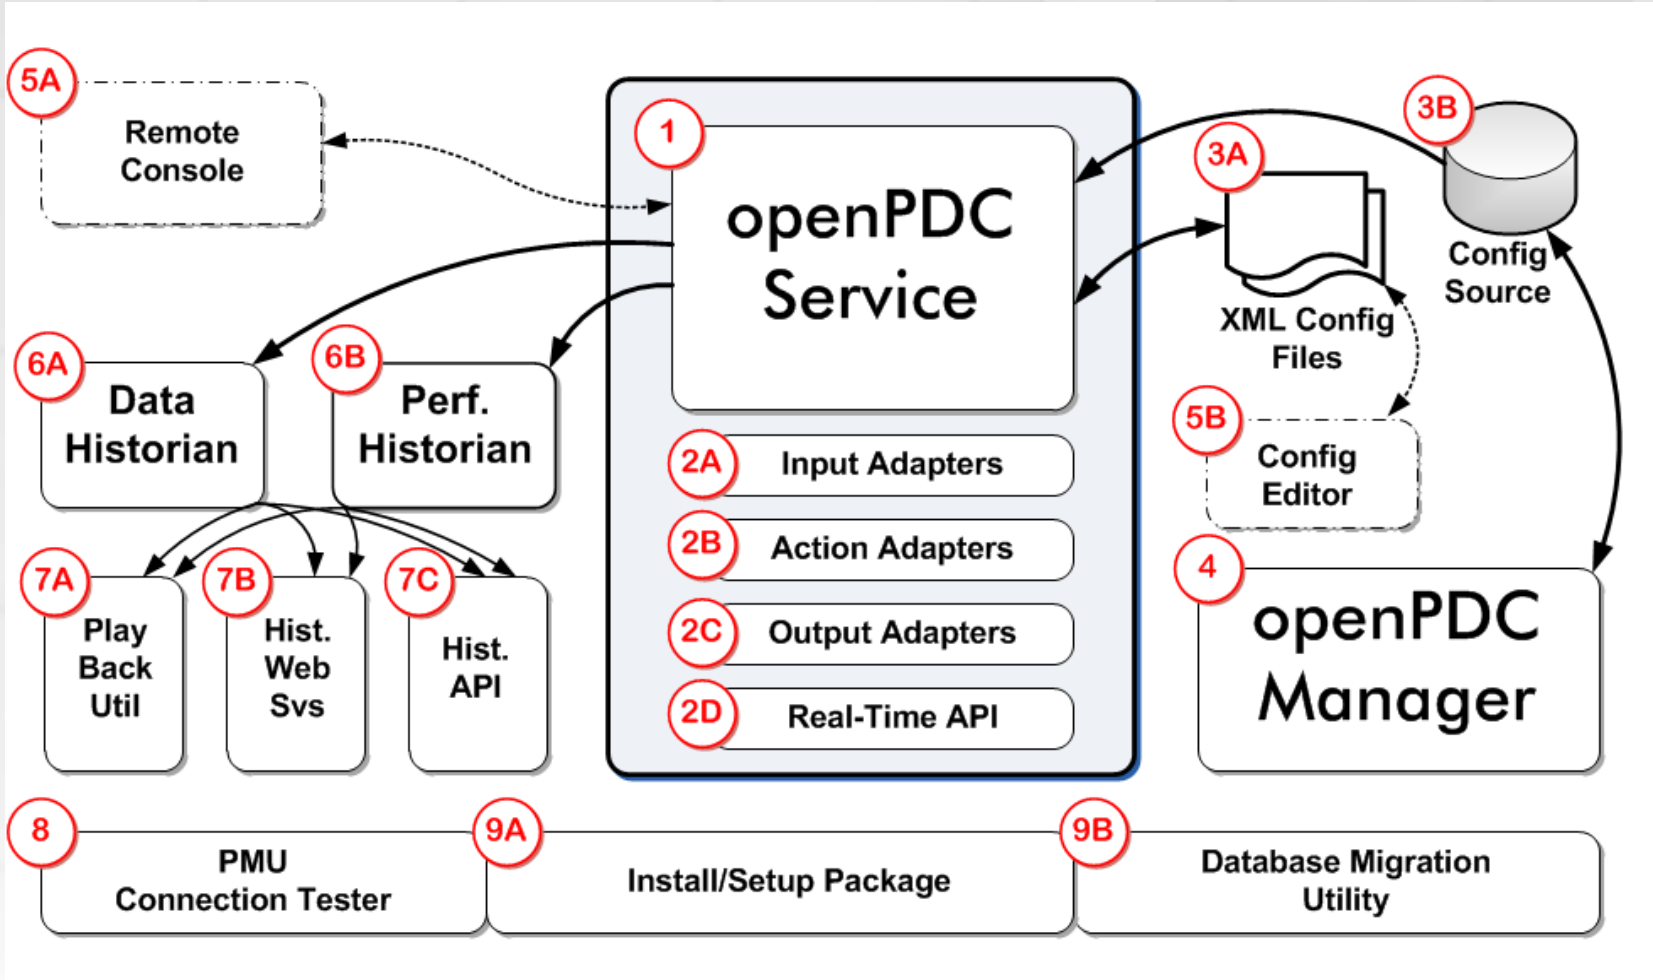 5A
Remote
Console
1
openPDC
Service
3A
XML Config
Files
3B
Config
Source
6A
Data
Historian
6B
Perf.
Historian
2A
Input Adapters
2B
Action Adapters
2C
Output Adapters
2D
Real-Time API
5B
Config
Editor
4
openPDC
Manager
7A
Play
Back
Util
7B
Hist.
Web
Svs
7C
Hist.
API
8
PMU
Connection Tester
9A
Install/Setup Package
9B
Database Migration
Utility